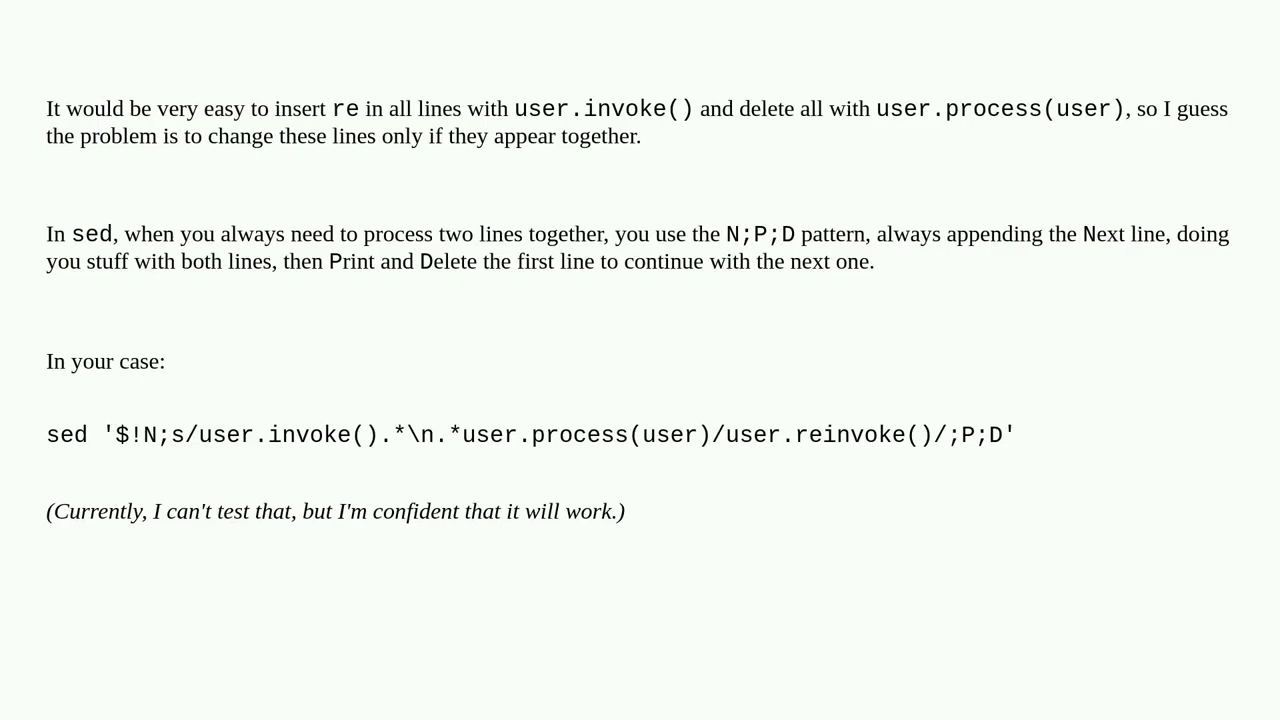 It would be very easy to insert re in all lines with user.invoke() and delete all with user.process(user), so I guess
the problem is to change these lines only if they appear together.
In sed, when you always need to process two lines together, you use the N;P;D pattern, always appending the Next line, doing
you stuff with both lines, then Print and Delete the first line to continue with the next one.
In your case:
sed '$!N;s/user.invoke().*\n.*user.process(user)/user.reinvoke()/;P;D'
(Currently, I can't test that, but I'm confident that it will work.)